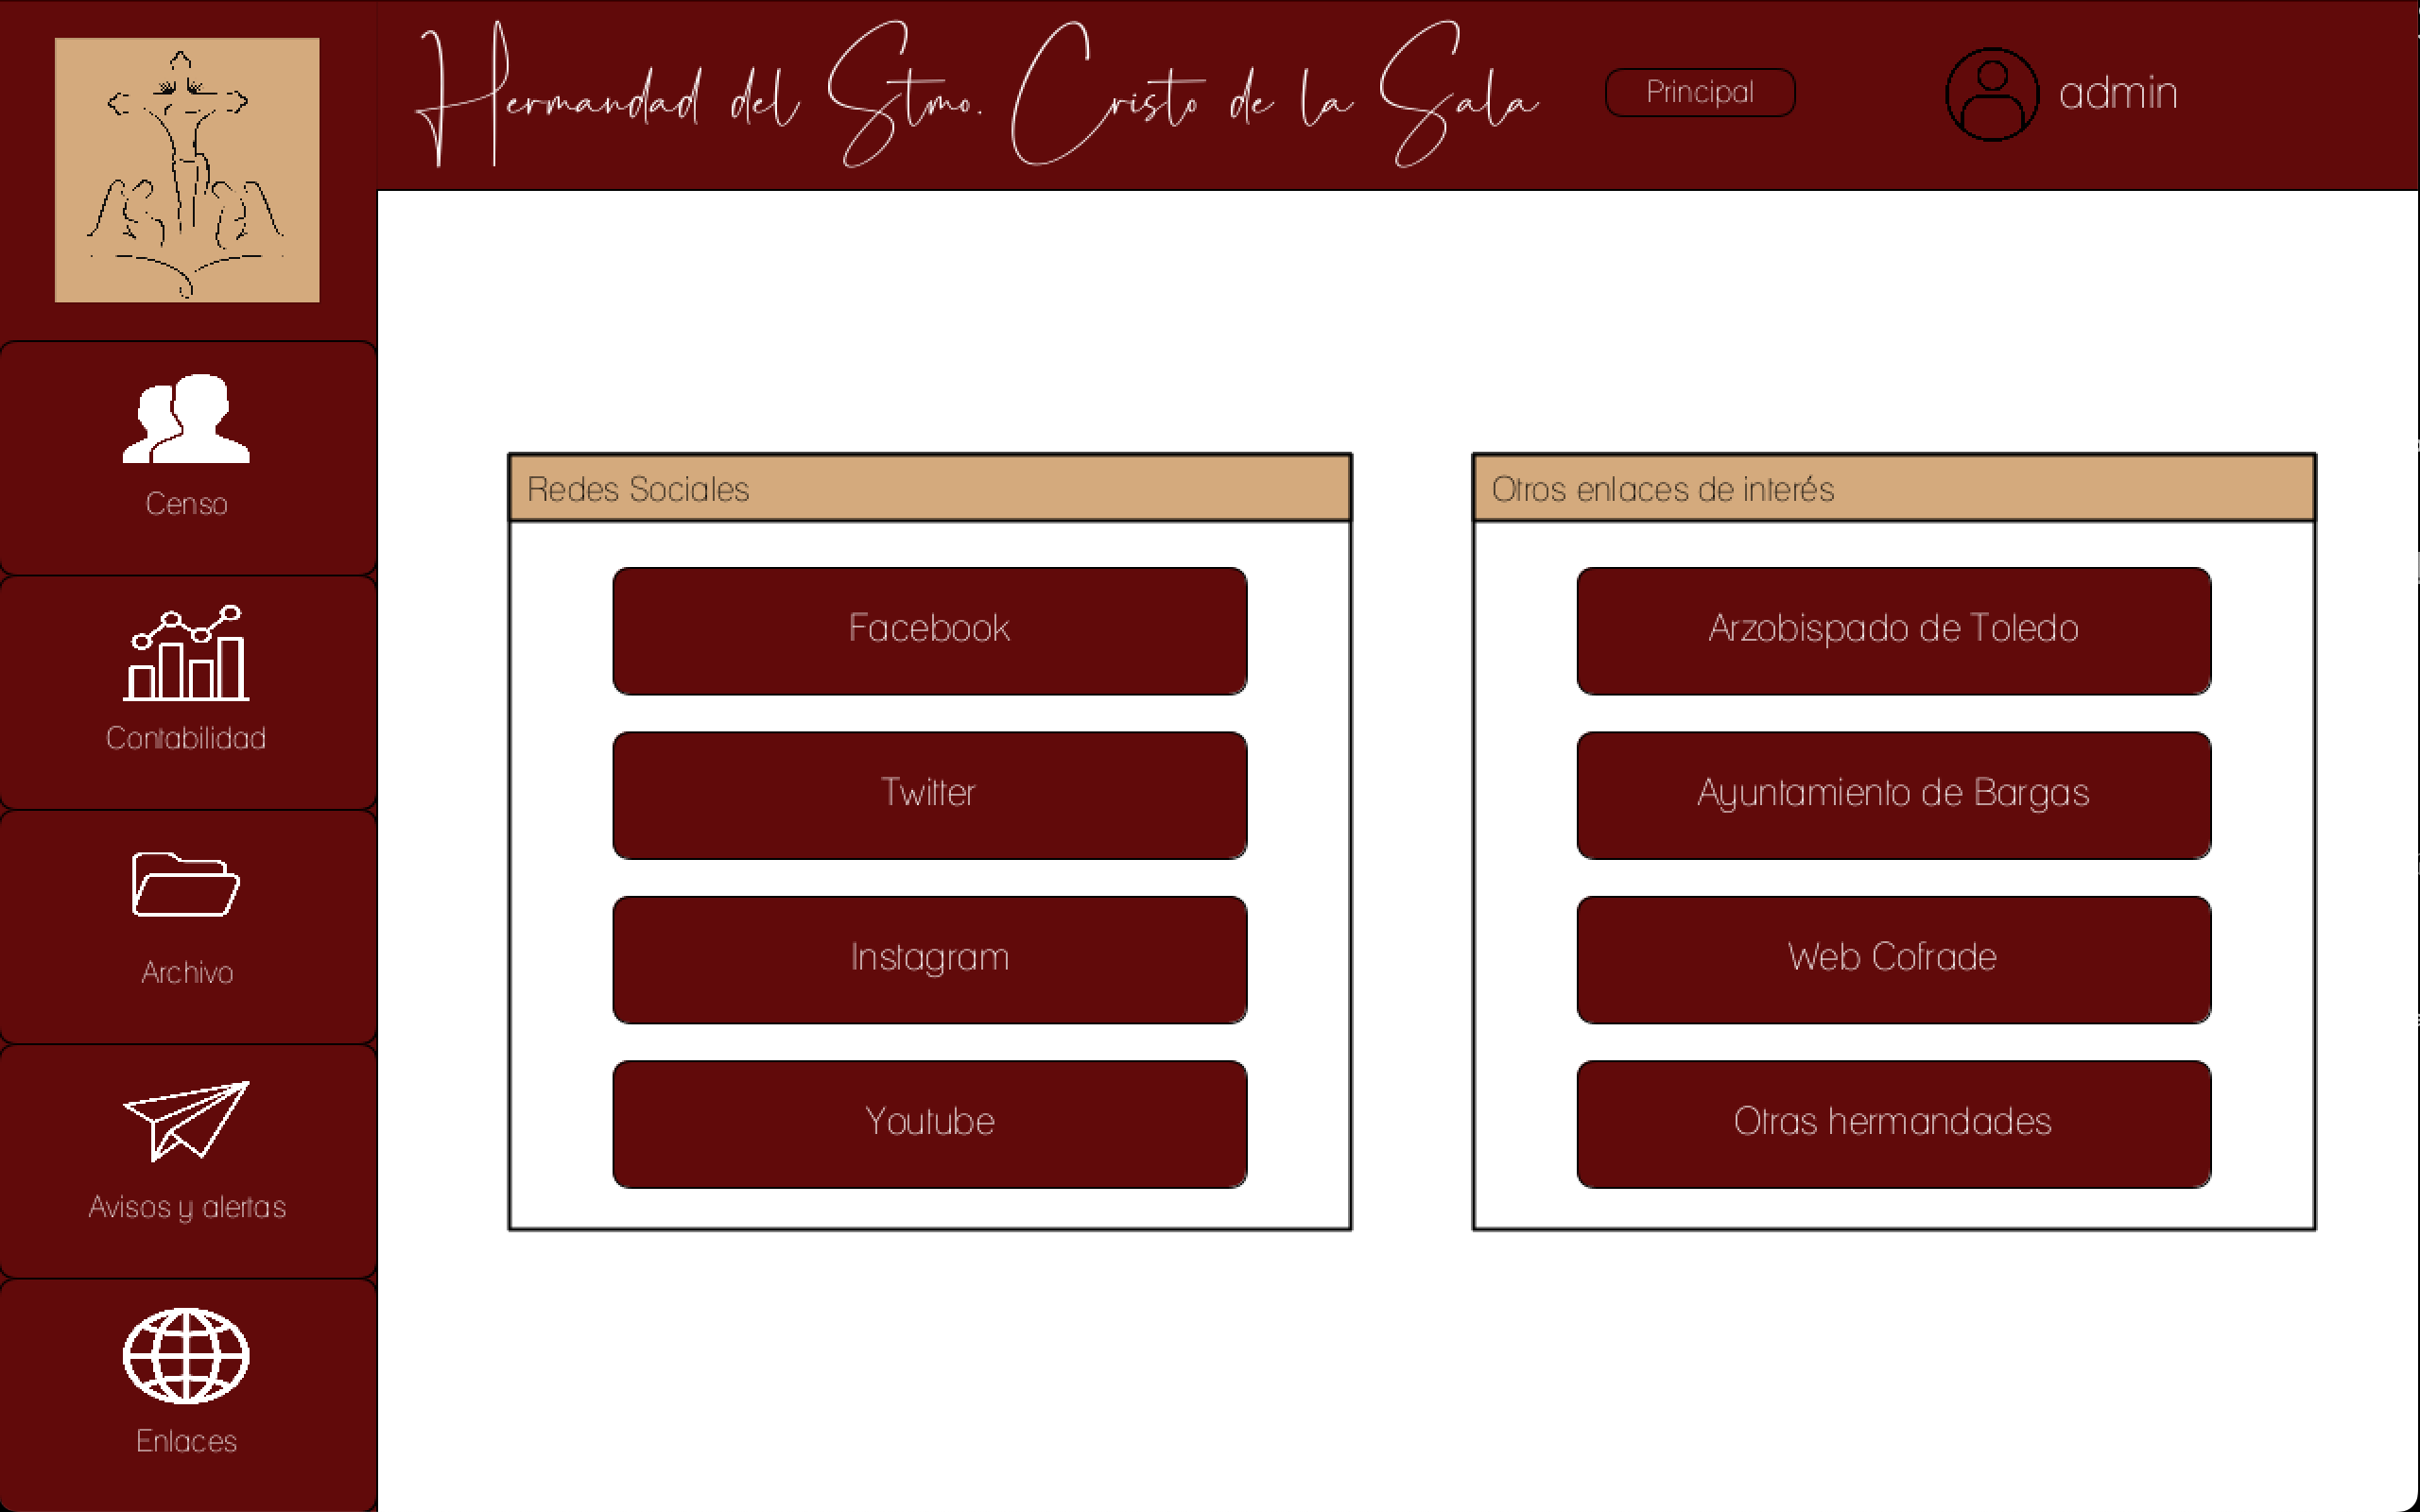 Hermandad del Stmo. Cristo de la Sala
Principal
admin
Censo
Contabilidad
Archivo
Avisos y alertas
Enlaces
Redes Sociales
Facebook
Twitter
Instagram
Youtube
Otros enlaces de interés
Arzobispado de Toledo
Ayuntamiento de Bargas
Web Cofrade
Otras hermandades